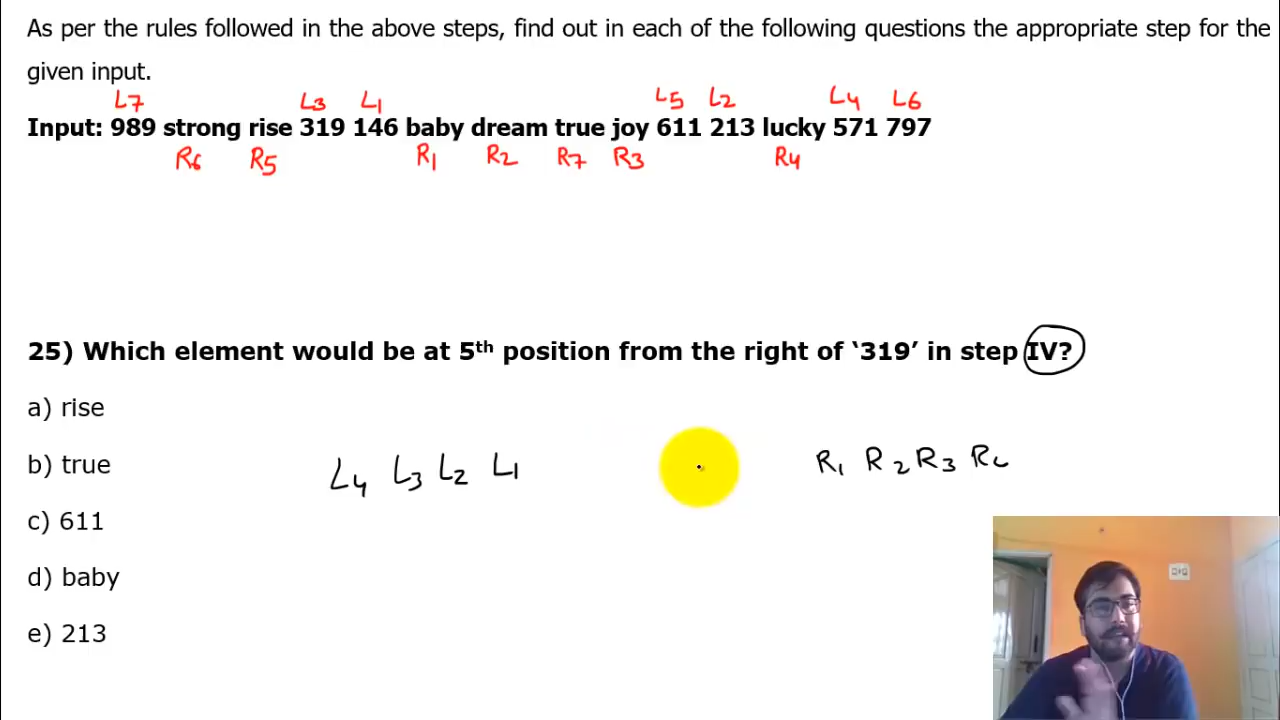 As per the rules followed in the above steps, find out in each of the following questions the appropriate step for the
given input.
L7 L3 L1 L5 L2 L4 L6
Input: 989 strong rise 319 146 baby dream true joy 611 213 lucky 571 797
R6 R5 R1 R2 R7 R3 R4
25) Which element would be at 5th position from the right of ‘319’ in step IV?
a) rise
b) true
L4 L3 L2 L1 R1 R2 R3
c) 611
d) baby
e) 213